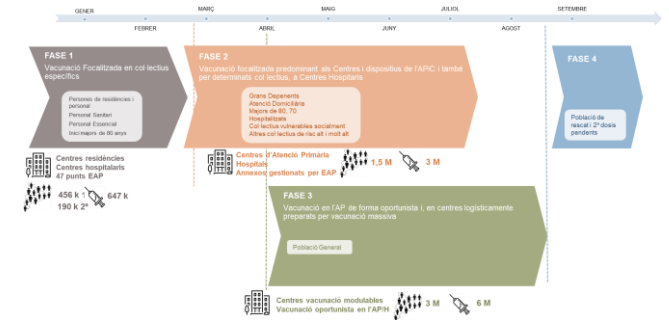 GENER
FEBRER
MARÇ
ABRIL
MAIG
JUNY
JULIOL
AGOST
SETEMBRE
FASE 1
Vacunació Focalitzada en col·lectius
específics
Persones de residències i
personal
Personal Sanitari
Personal Essencial
Inici majors de 80 anys
Centres residències
Centres hospitalaris
47 punts EAP
456 k 1ª
190 k 2ª
647 k
FASE 2
Vacunació focalitzada predominant als Centres i dispositius de l'APiC i també
per determinats col·lectius, a Centres Hospitalaris
Grans Dependents
Atenció Domiciliària
Majors de 80, 70
Hospitalitzats
Col·lectius vulnerables socialment
Altres col·lectius de risc alt i molt alt
Centres d'Atenció Primària
Hospitals
Annexos gestionats per EAP
1,5 M
3 M
FASE 3
Vacunació en l'AP de forma oportunista i, en centres logísticament
preparats per vacunació massiva
Població General
Centres vacunació modulables
Vacunació oportunista en l'AP/H
3 M
6 M
FASE 4
Població de
rescat i 2ª dosis
pendents